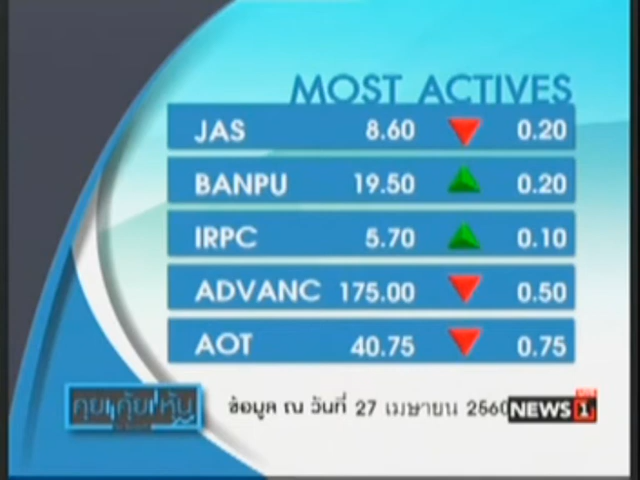 MOST ACTIVES
JAS 8.60 0.20
BANPU 19.50 0.20
IRPC 5.70 0.10
ADVANC 175.00 0.50
AOT 40.75 0.75
คุยคุ้ยหุ้น
ข้อมูล ณ วันที่ 27 เมษายน 2560
NEWS 1